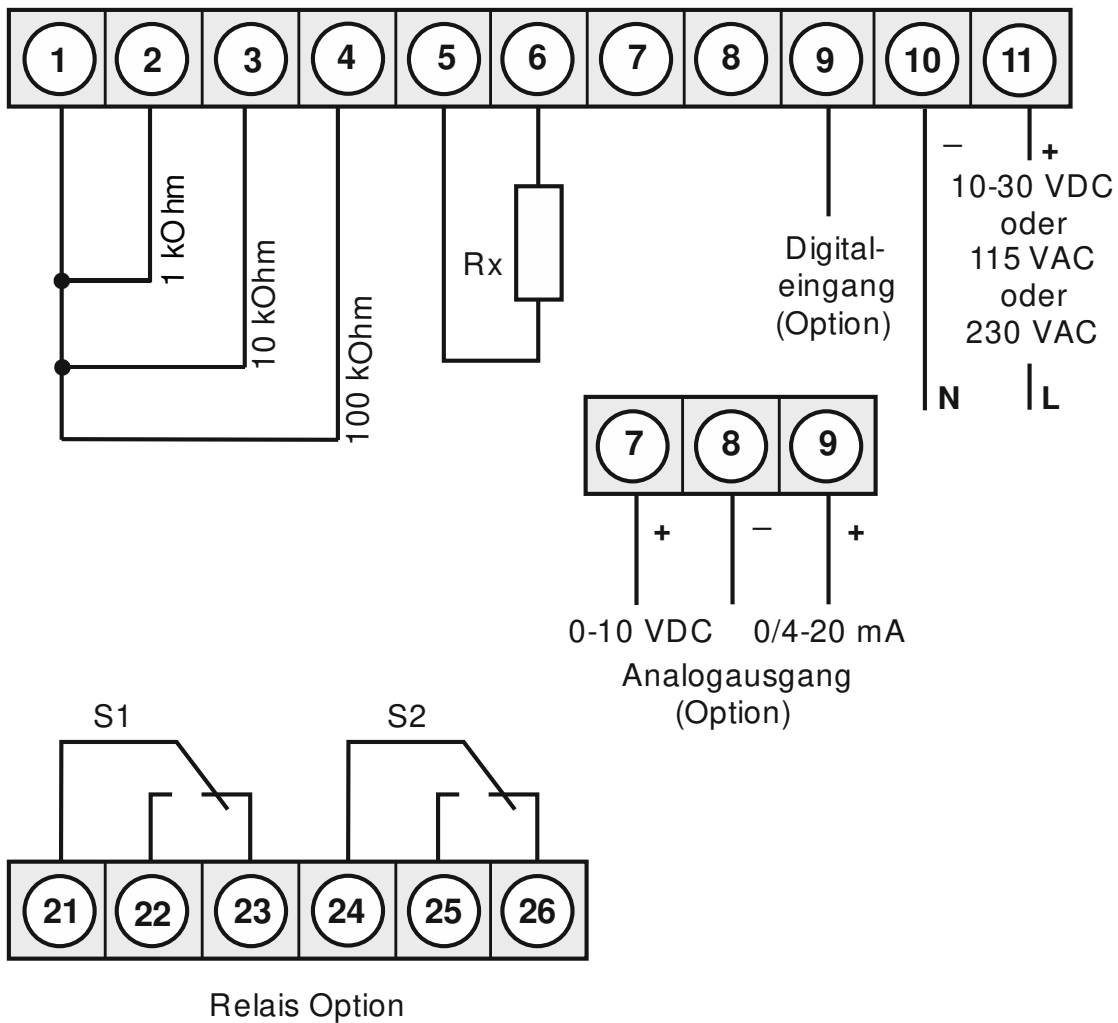 1 2 3 4 5 6 7 8 9 10 11
1 kOhm
10 kOhm
100 kOhm
Rx
Digital-
eingang
(Option)
– +
10-30 VDC
oder
115 VAC
oder
230 VAC
N L
7 8 9
+ – +
0-10 VDC 0/4-20 mA
Analogausgang
(Option)
S1 S2
21 22 23 24 25 26
Relais Option